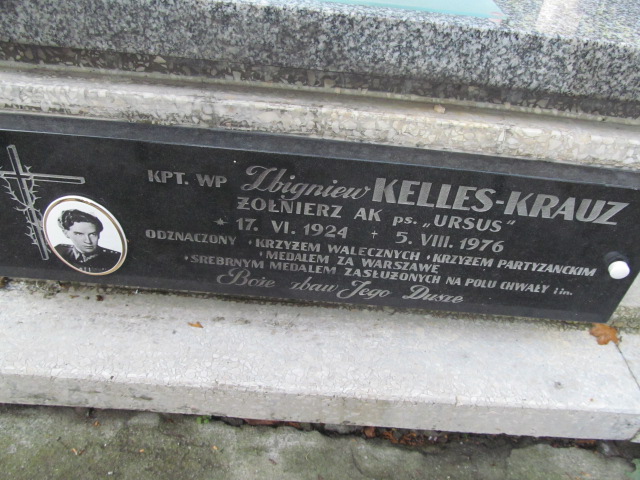 KPT. WP Zbigniew KELLES-KRAUZ
ŻOŁNIERZ AK ps. „URSUS"
17. VI. 1924 5. VIII. 1976
ODZNACZONY · KRZYŻEM WALECZNYCH · KRZYŻEM PARTYZANCKIM
· MEDALEM ZA WARSZAWĘ
· SREBRNYM MEDALEM ZASŁUŻONYCH NA POLU CHWAŁY i in.
Boże zbaw Jego Duszę